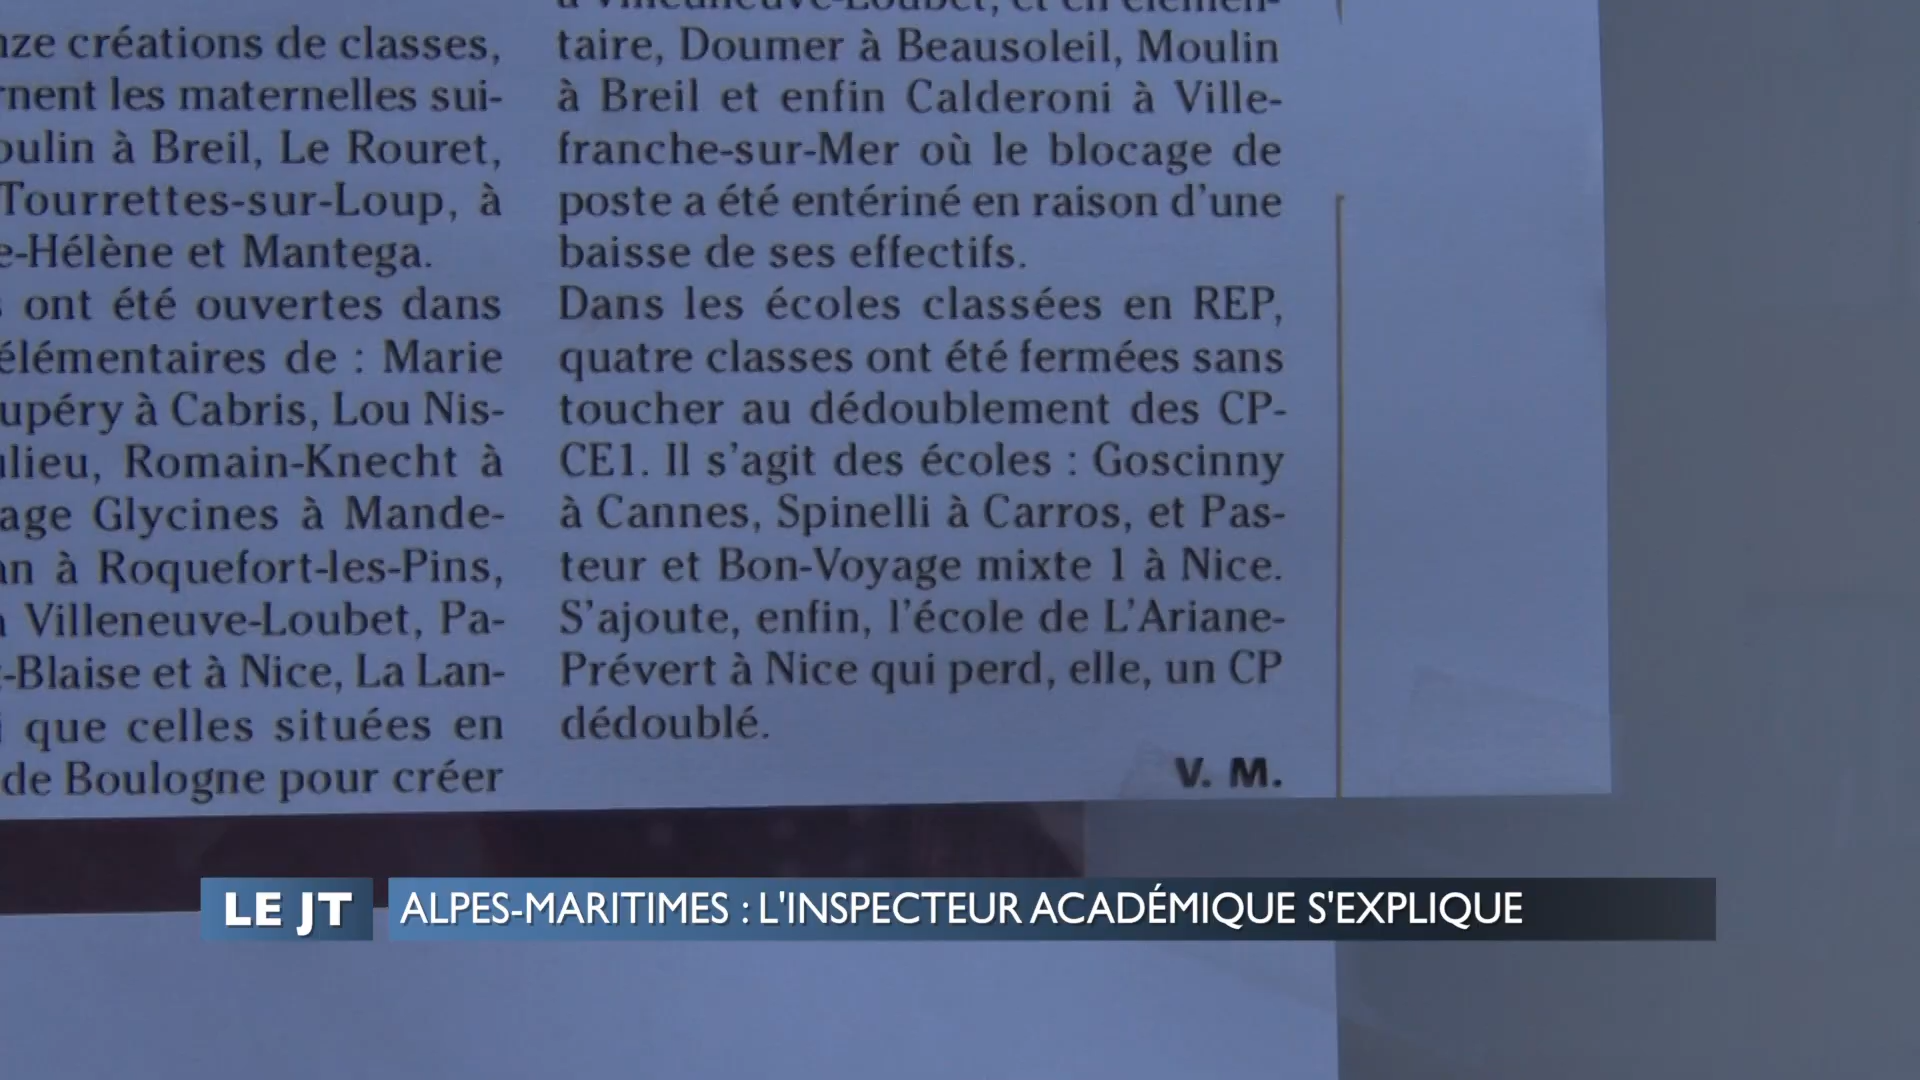 nze créations de classes,
les maternelles sui-
à Breil, Le Rouret,
Tourrettes-sur-Loup, à
e-Hélène et Mantega.
ont été ouvertes dans
élémentaires de : Marie
upéry à Cabris, Lou Nis-
lieu, Romain-Knecht à
age Glycines à Mande-
an à Roquefort-les-Pins,
Villeneuve-Loubet, Pa-
-Blaise et à Nice, La Lan-
que celles situées en
de Boulogne pour créer
à Villeneuve-Loubet, et en élémen-
taire, Doumer à Beausoleil, Moulin
à Breil et enfin Calderoni à Ville-
franche-sur-Mer où le blocage de
poste a été entériné en raison d'une
baisse de ses effectifs.
Dans les écoles classées en REP,
quatre classes ont été fermées sans
toucher au dédoublement des CP-
CE1. Il s'agit des écoles : Goscinny
à Cannes, Spinelli à Carros, et Pas-
teur et Bon-Voyage mixte 1 à Nice.
S'ajoute, enfin, l'école de L'Ariane-
Prévert à Nice qui perd, elle, un CP
dédoublé.
V. M.
LE JT ALPES-MARITIMES : L'INSPECTEUR ACADÉMIQUE S'EXPLIQUE